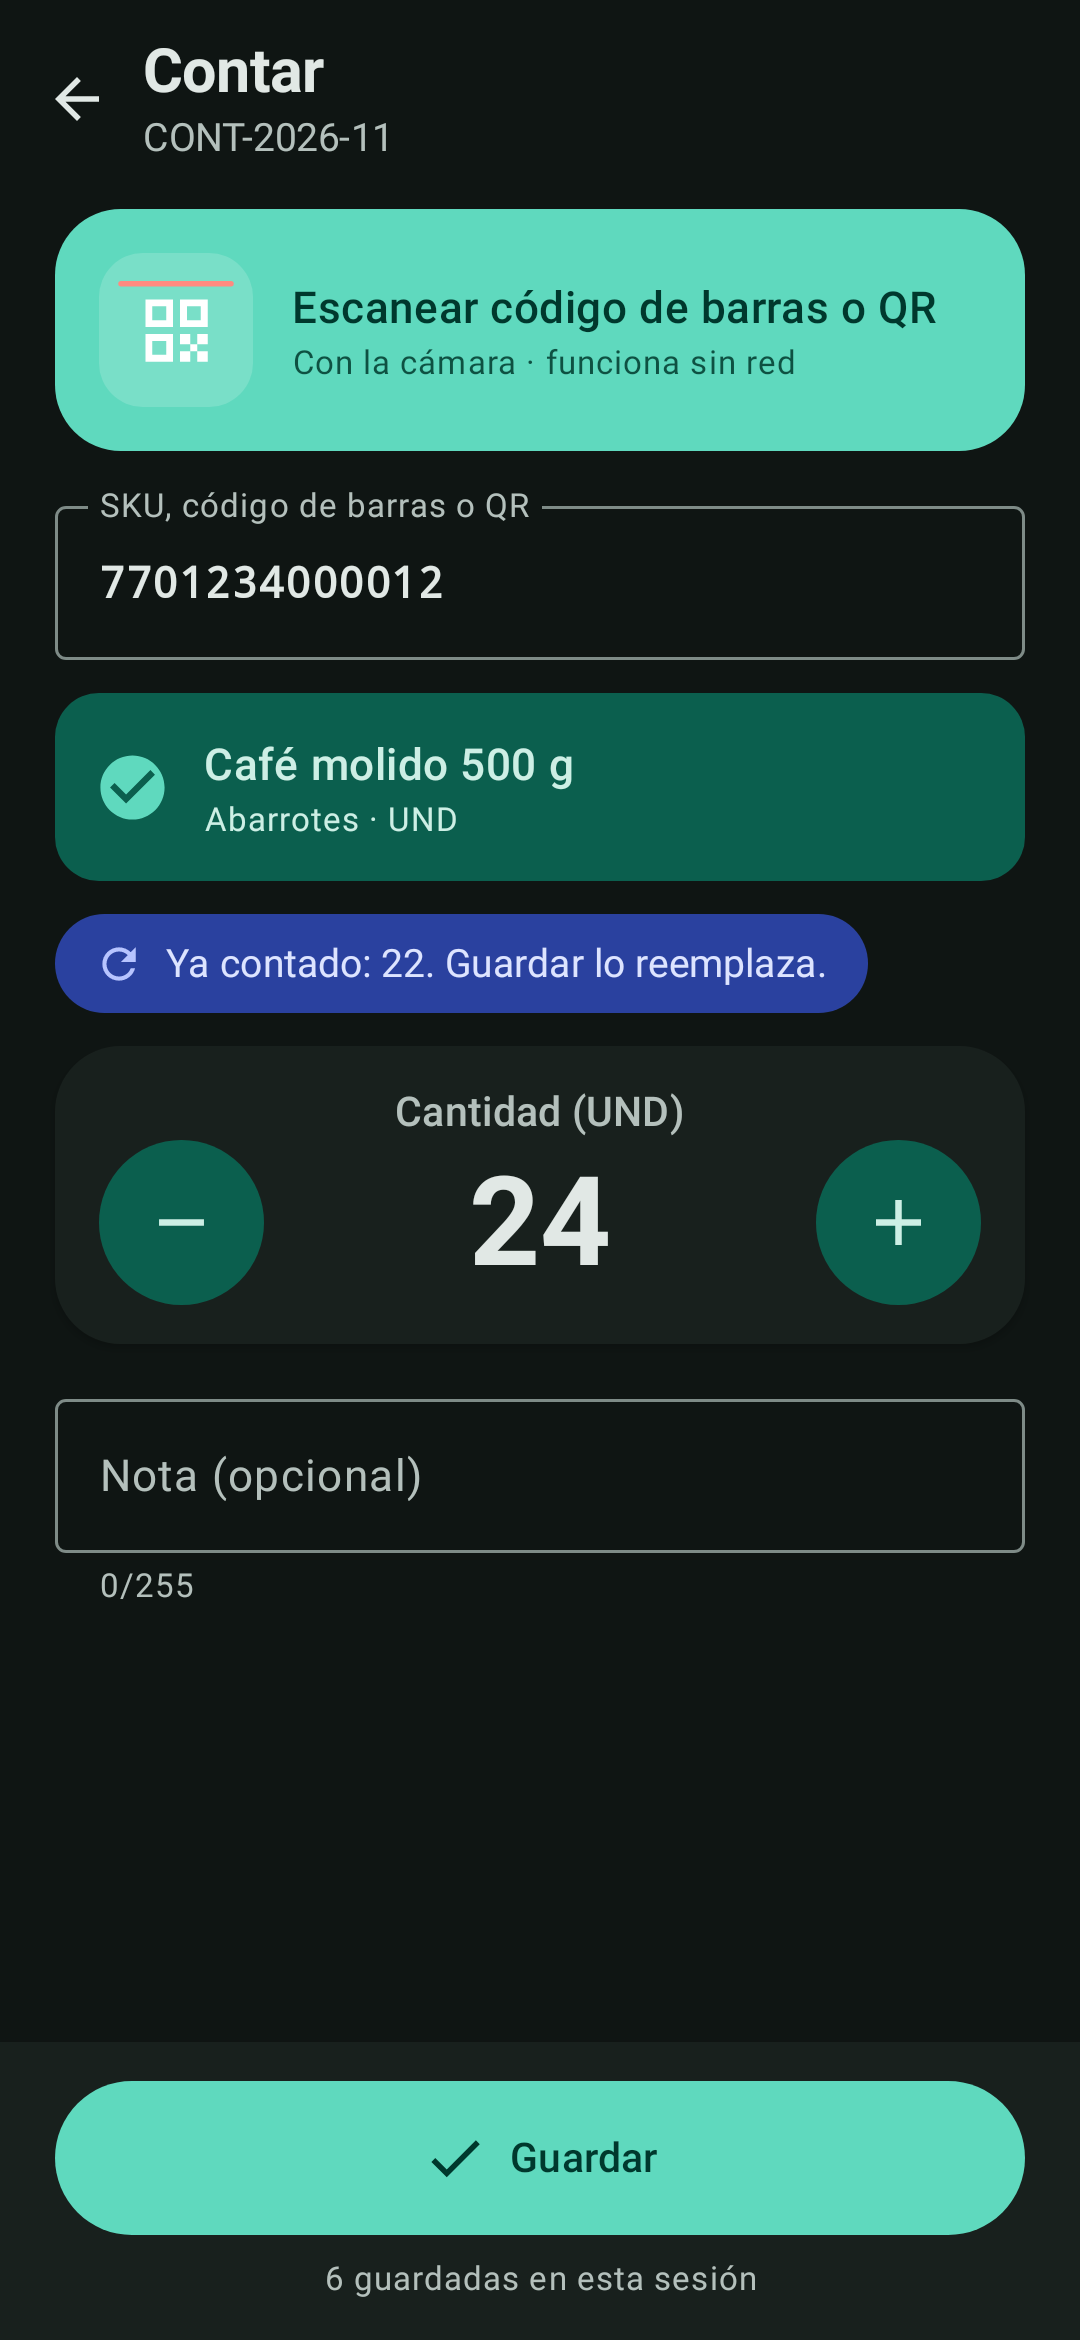 Contar
CONT-2026-11
Escanear código de barras o QR
Con la cámara · funciona sin red
SKU, código de barras o QR
7701234000012
Café molido 500 g
Abarrotes · UND
Ya contado: 22. Guardar lo reemplaza.
Cantidad (UND)
24
Nota (opcional)
0/255
Guardar
6 guardadas en esta sesión